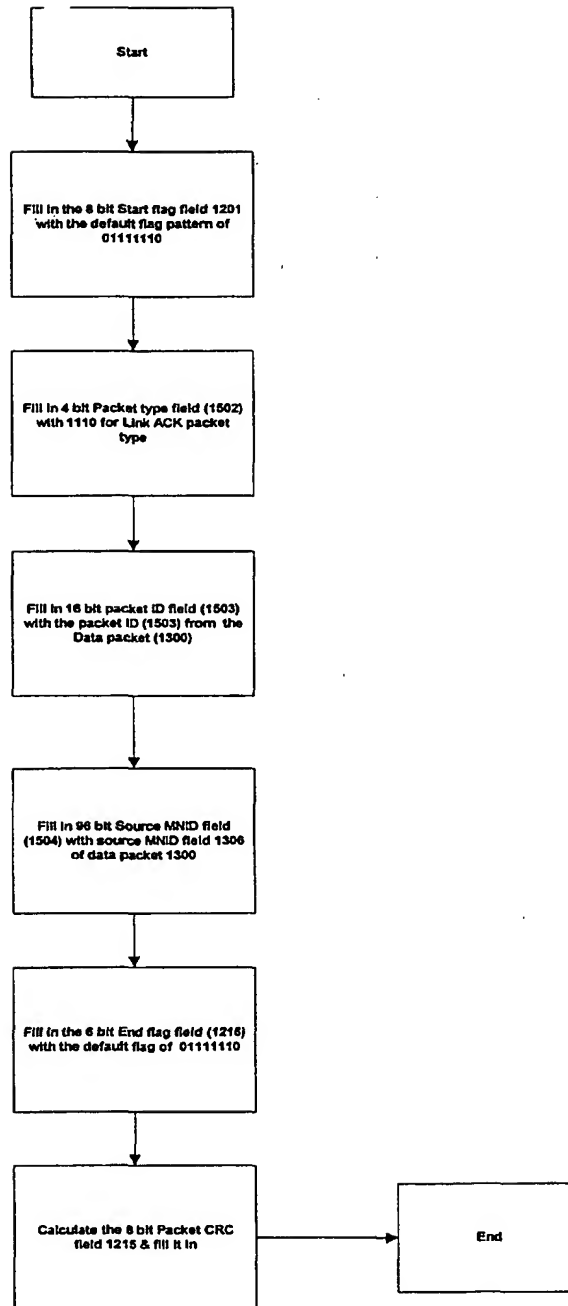 Start
Fill in the 8 bit Start flag field 1201
with the default flag pattern of
01111110
Fill in 4 bit Packet type field (1502)
with 1110 for Link ACK packet
type
Fill in 16 bit packet ID field (1503)
with the packet ID (1503) from the
Data packet (1300)
Fill in 96 bit Source MNID field
(1504) with source MNID field 1306
of data packet 1300
Fill in the 6 bit End flag field (1216)
with the default flag of 01111110
Calculate the 8 bit Packet CRC
field 1215 & fill it in
End